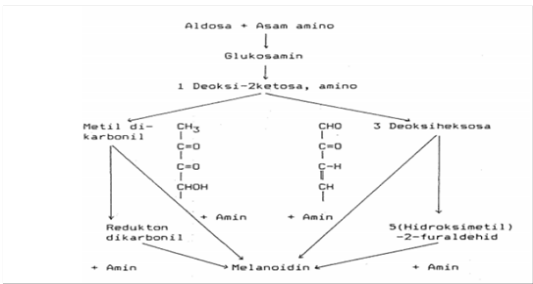 Aldosa + Asam amino
Glukosamin
1 Deoksi-2ketosa, amino
Metil di-
karbonil
CH3
C=O
C=O
CHOH
CHO
C=O
C-H
CH
3 Deoksiheksosa
+ Amin
+ Amin
Redukton
dikarbonil
5(Hidroksimetil)
-2-furaldehid
+ Amin
Melanoidin
+ Amin